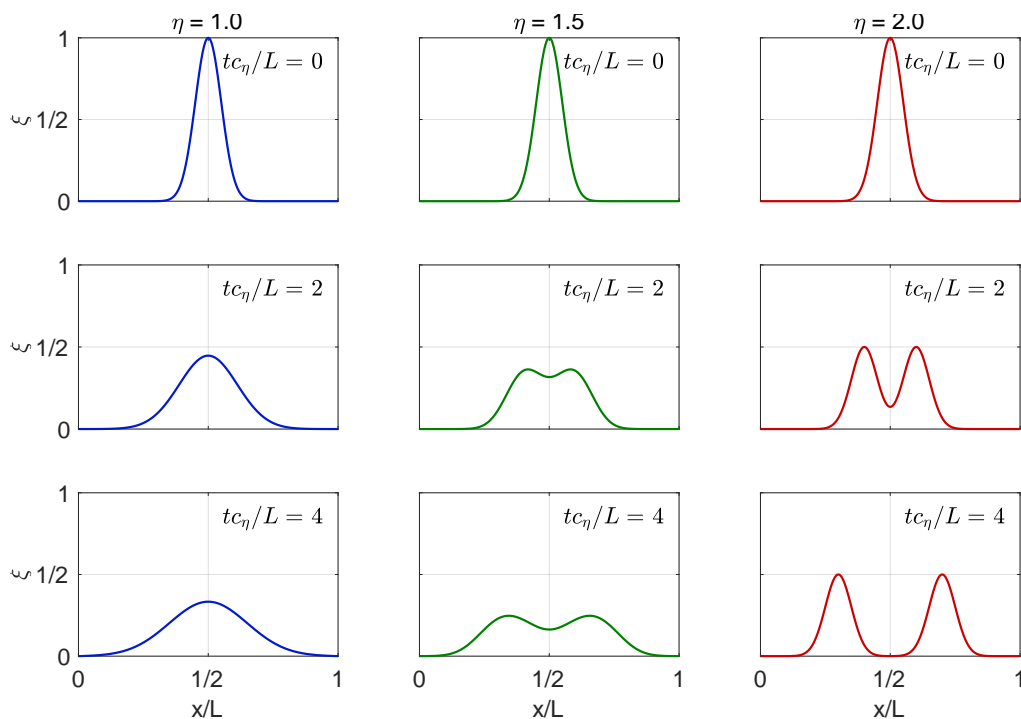 η = 1.0
η = 1.5
η = 2.0
1
1/2
0
ξ
tc_η/L = 0
tc_η/L = 0
tc_η/L = 0
1
1/2
0
ξ
tc_η/L = 2
tc_η/L = 2
tc_η/L = 2
1
1/2
0
ξ
tc_η/L = 4
tc_η/L = 4
tc_η/L = 4
0 1/2 1
0 1/2 1
0 1/2 1
x/L
x/L
x/L